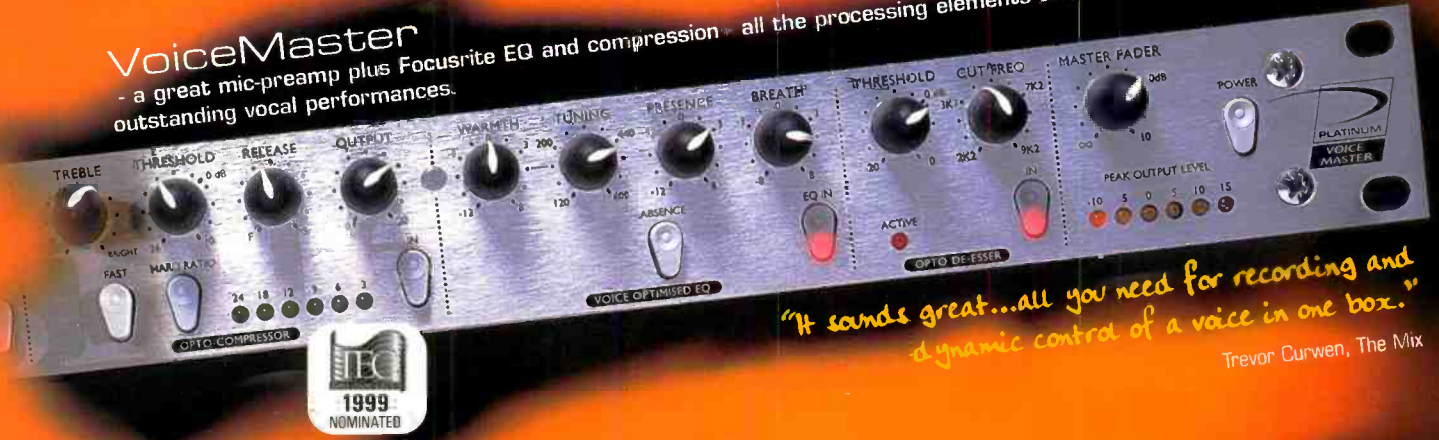 VoiceMaster
- a great mic-preamp plus Focusrite EQ and compression - all the processing elements
outstanding vocal performances.
TREBLE THRESHOLD RELEASE OUTPUT WARMTH TUNING PRESENCE BREATH THRESHOLD CUT FREQ MASTER FADER
POWER
0 dB
3 200
3K1
7K2
0dB
BRIGHT
-12
120
600
-12
-8
-20
0
2K2
9K2
∞
10
FAST HARD RATIO IN ABSENCE EQ IN ACTIVE IN
PEAK OUTPUT LEVEL
24 18 12 9 6 3
-10 5 0 5 10 15
OPTO-COMPRESSOR
VOICE OPTIMISED EQ
OPTO DE-ESSER
PLATINUM
VOICE
MASTER
TEC
1999
NOMINATED
"It sounds great...all you need for recording and
dynamic control of a voice in one box."
Trevor Curwen, The Mix